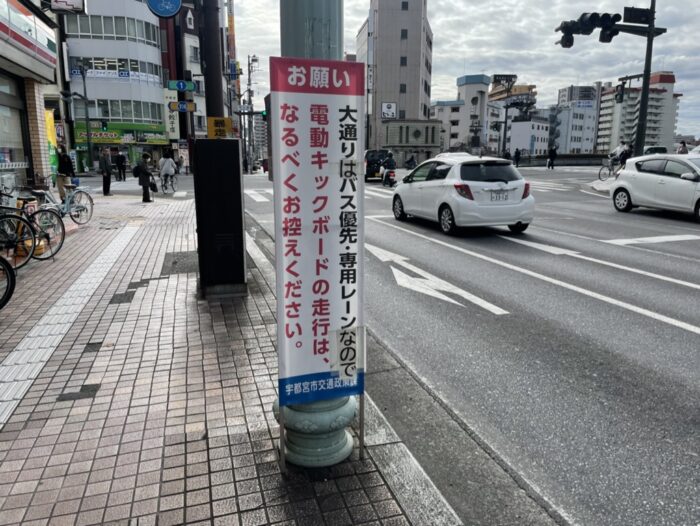 お願い
大通りはバス優先・専用レーンなので
電動キックボードの走行は、
なるべくお控えください。
宇都宮市交通政策課